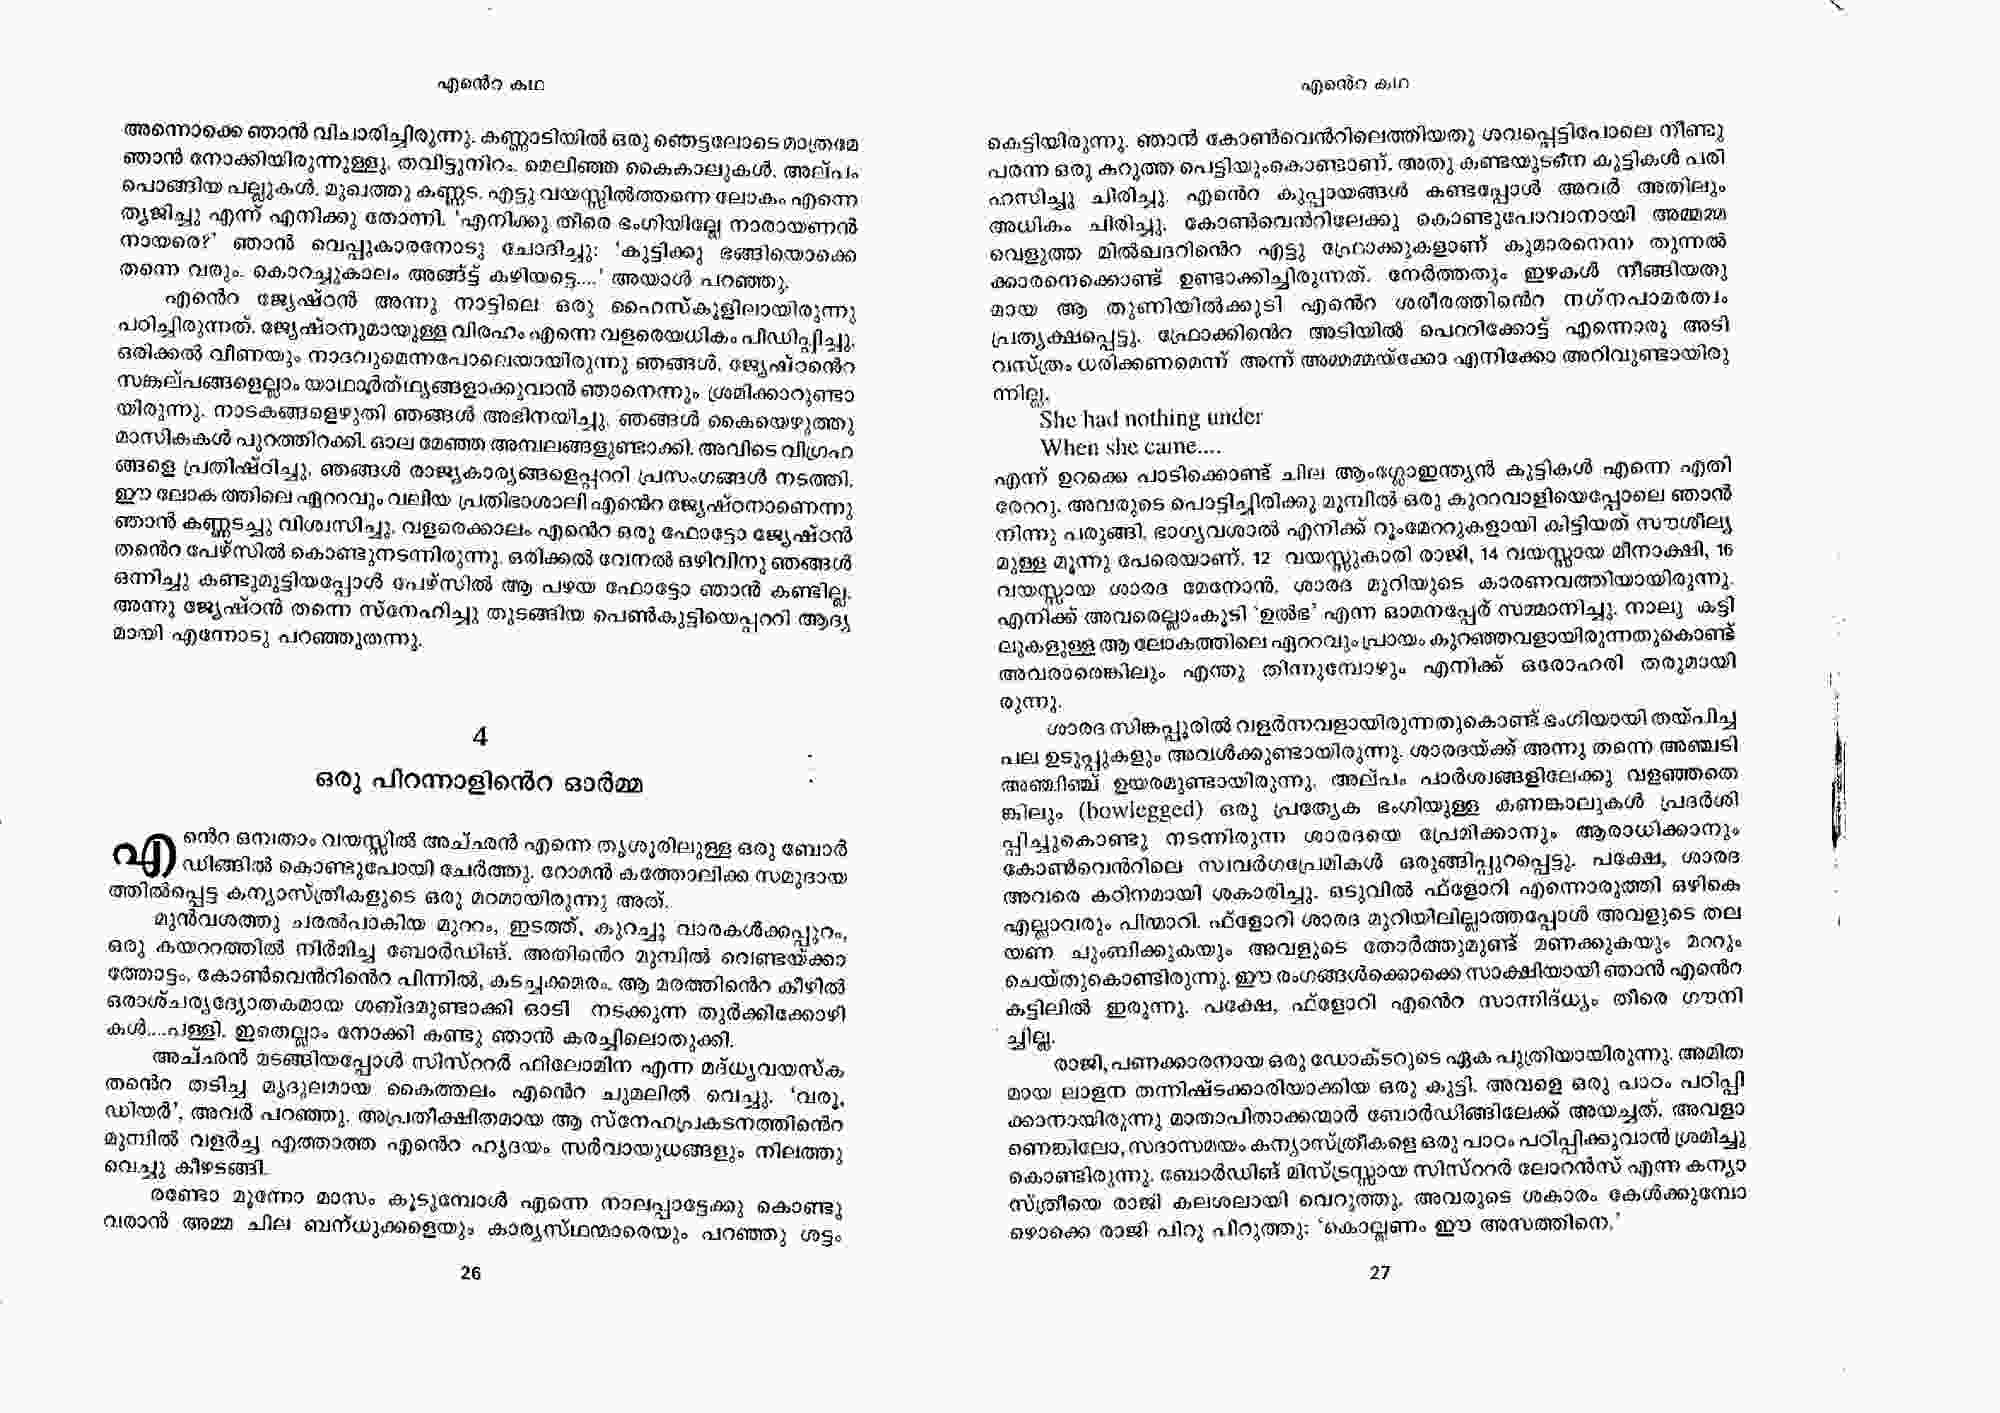 എന്റെ കഥ
അന്നൊക്കെ ഞാൻ വിചാരിച്ചിരുന്നു. കണ്ണാടിയിൽ ഒരു ഞെട്ടലോടെ മാത്രമേ
ഞാൻ നോക്കിയിരുന്നുള്ളു. തവിട്ടുനിറം. മെലിഞ്ഞ കൈകാലുകൾ. അല്പം
പൊങ്ങിയ പല്ലുകൾ. മുഖത്തു കണ്ണട. എട്ടു വയസ്സിൽത്തന്നെ ലോകം എന്നെ
ത്യജിച്ചു എന്ന് എനിക്കു തോന്നി. 'എനിക്കു തീരെ ഭംഗിയില്ലേ നാരായണൻ
നായരെ?' ഞാൻ വെപ്പുകാരനോടു ചോദിച്ചു: 'കുട്ടിക്കു ഭങ്ങിയൊക്കെ
തന്നെ വരും. കൊറച്ചുകാലം അങ്ങ്ട്ട് കഴിയട്ടെ....' അയാൾ പറഞ്ഞു.
എന്റെ ജ്യേഷ്ഠൻ അന്നു നാട്ടിലെ ഒരു ഹൈസ്കൂളിലായിരുന്നു
പഠിച്ചിരുന്നത്. ജ്യേഷ്ഠനുമായുള്ള വിരഹം എന്നെ വളരെയധികം പീഡിപ്പിച്ചു.
ഒരിക്കൽ വീണയും നാദവുമെന്നപോലെയായിരുന്നു ഞങ്ങൾ. ജ്യേഷ്ഠന്റെ
സങ്കല്പങ്ങളെല്ലാം യാഥാർത്ഥ്യങ്ങളാക്കുവാൻ ഞാനെന്നും ശ്രമിക്കാറുണ്ടാ
യിരുന്നു. നാടകങ്ങളെഴുതി ഞങ്ങൾ അഭിനയിച്ചു. ഞങ്ങൾ കൈയെഴുത്തു
മാസികകൾ പുറത്തിറക്കി. ഓല മേഞ്ഞ അമ്പലങ്ങളുണ്ടാക്കി. അവിടെ വിഗ്രഹ
ങ്ങളെ പ്രതിഷ്ഠിച്ചു. ഞങ്ങൾ രാജ്യകാര്യങ്ങളെപ്പററി പ്രസംഗങ്ങൾ നടത്തി.
ഈ ലോക ത്തിലെ ഏററവും വലിയ പ്രതിഭാശാലി എന്റെ ജ്യേഷ്ഠനാണെന്നു
ഞാൻ കണ്ണടച്ചു വിശ്വസിച്ചു. വളരെക്കാലം എന്റെ ഒരു ഫോട്ടോ ജ്യേഷ്ഠൻ
തന്റെ പേഴ്സിൽ കൊണ്ടുനടന്നിരുന്നു. ഒരിക്കൽ വേനൽ ഒഴിവിനു ഞങ്ങൾ
ഒന്നിച്ചു കണ്ടുമുട്ടിയപ്പോൾ പേഴ്സിൽ ആ പഴയ ഫോട്ടോ ഞാൻ കണ്ടില്ല.
അന്നു ജ്യേഷ്ഠൻ തന്നെ സ്നേഹിച്ചു തുടങ്ങിയ പെൺകുട്ടിയെപ്പററി ആദ്യ
മായി എന്നോടു പറഞ്ഞുതന്നു.
4
ഒരു പിറന്നാളിന്റെ ഓർമ്മ
എന്റെ ഒമ്പതാം വയസ്സിൽ അച്ഛൻ എന്നെ തൃശൂരിലുള്ള ഒരു ബോർ
ഡിങ്ങിൽ കൊണ്ടുപോയി ചേർത്തു. റോമൻ കത്തോലിക്ക സമുദായ
ത്തിൽപ്പെട്ട കന്യാസ്ത്രീകളുടെ ഒരു മഠമായിരുന്നു അത്.
മുൻവശത്തു ചരൽപാകിയ മുററം, ഇടത്ത്, കുറച്ചു വാരകൾക്കപ്പുറം,
ഒരു കയററത്തിൽ നിർമിച്ച ബോർഡിങ്. അതിന്റെ മുമ്പിൽ വെണ്ടയ്ക്കാ
ത്തോട്ടം. കോൺവെൻറിന്റെ പിന്നിൽ, കടച്ചക്കമരം. ആ മരത്തിന്റെ കീഴിൽ
ഒരാശ്ചര്യദ്യോതകമായ ശബ്ദമുണ്ടാക്കി ഓടി നടക്കുന്ന തുർക്കിക്കോഴി
കൾ....പള്ളി. ഇതെല്ലാം നോക്കി കണ്ടു ഞാൻ കരച്ചിലൊതുക്കി.
അച്ഛൻ മടങ്ങിയപ്പോൾ സിസ്ററർ ഫിലോമിന എന്ന മദ്ധ്യവയസ്ക
തന്റെ തടിച്ച മൃദുലമായ കൈത്തലം എന്റെ ചുമലിൽ വെച്ചു. 'വരൂ,
ഡിയർ', അവർ പറഞ്ഞു. അപ്രതീക്ഷിതമായ ആ സ്നേഹപ്രകടനത്തിന്റെ
മുമ്പിൽ വളർച്ച എത്താത്ത എന്റെ ഹൃദയം സർവായുധങ്ങളും നിലത്തു
വെച്ചു കീഴടങ്ങി.
രണ്ടോ മൂന്നോ മാസം കൂടുമ്പോൾ എന്നെ നാലപ്പാട്ടേക്കു കൊണ്ടു
വരാൻ അമ്മ ചില ബന്ധുക്കളെയും കാര്യസ്ഥന്മാരെയും പറഞ്ഞു ശട്ടം
26
എന്റെ കഥ
കെട്ടിയിരുന്നു. ഞാൻ കോൺവെൻറിലെത്തിയതു ശവപ്പെട്ടിപോലെ നീണ്ടു
പരന്ന ഒരു കറുത്ത പെട്ടിയുംകൊണ്ടാണ്. അതു കണ്ടയുടനെ കുട്ടികൾ പരി
ഹസിച്ചു ചിരിച്ചു. എന്റെ കുപ്പായങ്ങൾ കണ്ടപ്പോൾ അവർ അതിലും
അധികം ചിരിച്ചു. കോൺവെൻറിലേക്കു കൊണ്ടുപോവാനായി അമ്മമ്മ
വെളുത്ത മിൽഖദറിന്റെ എട്ടു ഫ്രോക്കുകളാണ് കുമാരനെന്ന തുന്നൽ
ക്കാരനെക്കൊണ്ട് ഉണ്ടാക്കിച്ചിരുന്നത്. നേർത്തതും ഇഴകൾ നീങ്ങിയതു
മായ ആ തുണിയിൽക്കൂടി എന്റെ ശരീരത്തിന്റെ നഗ്നപാമരത്വം
പ്രത്യക്ഷപ്പെട്ടു. ഫ്രോക്കിന്റെ അടിയിൽ പെററിക്കോട്ട് എന്നൊരു അടി
വസ്ത്രം ധരിക്കണമെന്ന് അന്ന് അമ്മമ്മയ്ക്കോ എനിക്കോ അറിവുണ്ടായിരു
ന്നില്ല.
She had nothing under
When she came....
എന്ന് ഉറക്കെ പാടിക്കൊണ്ട് ചില ആംഗ്ലോഇന്ത്യൻ കുട്ടികൾ എന്നെ എതി
രേററു. അവരുടെ പൊട്ടിച്ചിരിക്കു മുമ്പിൽ ഒരു കുററവാളിയെപ്പോലെ ഞാൻ
നിന്നു പരുങ്ങി. ഭാഗ്യവശാൽ എനിക്ക് റൂംമേററുകളായി കിട്ടിയത് സൗശീല്യ
മുള്ള മൂന്നു പേരെയാണ്. 12 വയസ്സുകാരി രാജി, 14 വയസ്സായ മീനാക്ഷി, 16
വയസ്സായ ശാരദ മേനോൻ. ശാരദ മുറിയുടെ കാരണവത്തിയായിരുന്നു.
എനിക്ക് അവരെല്ലാംകൂടി 'ഉൽഭ' എന്ന ഓമനപ്പേര് സമ്മാനിച്ചു. നാലു കട്ടി
ലുകളുള്ള ആ ലോകത്തിലെ ഏററവും പ്രായം കുറഞ്ഞവളായിരുന്നതുകൊണ്ട്
അവരാരെങ്കിലും എന്തു തിന്നുമ്പോഴും എനിക്ക് ഒരോഹരി തരുമായി
രുന്നു.
ശാരദ സിങ്കപ്പൂരിൽ വളർന്നവളായിരുന്നതുകൊണ്ട് ഭംഗിയായി തയ്പിച്ച
പല ഉടുപ്പുകളും അവൾക്കുണ്ടായിരുന്നു. ശാരദയ്ക്ക് അന്നു തന്നെ അഞ്ചടി
അഞ്ചിഞ്ച് ഉയരമുണ്ടായിരുന്നു. അല്പം പാർശ്വങ്ങളിലേക്കു വളഞ്ഞതെ
ങ്കിലും (bowlegged) ഒരു പ്രത്യേക ഭംഗിയുള്ള കണങ്കാലുകൾ പ്രദർശി
പ്പിച്ചുകൊണ്ടു നടന്നിരുന്ന ശാരദയെ പ്രേമിക്കാനും ആരാധിക്കാനും
കോൺവെൻറിലെ സ്വവർഗപ്രേമികൾ ഒരുങ്ങിപ്പുറപ്പെട്ടു. പക്ഷേ, ശാരദ
അവരെ കഠിനമായി ശകാരിച്ചു. ഒടുവിൽ ഫ്ളോറി എന്നൊരുത്തി ഒഴികെ
എല്ലാവരും പിന്മാറി. ഫ്ളോറി ശാരദ മുറിയിലില്ലാത്തപ്പോൾ അവളുടെ തല
യണ ചുംബിക്കുകയും അവളുടെ തോർത്തുമുണ്ട് മണക്കുകയും മററും
ചെയ്തുകൊണ്ടിരുന്നു. ഈ രംഗങ്ങൾക്കൊക്കെ സാക്ഷിയായി ഞാൻ എന്റെ
കട്ടിലിൽ ഇരുന്നു. പക്ഷേ, ഫ്ളോറി എന്റെ സാന്നിദ്ധ്യം തീരെ ഗൗനി
ച്ചില്ല.
രാജി, പണക്കാരനായ ഒരു ഡോക്ടറുടെ ഏക പുത്രിയായിരുന്നു. അമിത
മായ ലാളന തന്നിഷ്ടക്കാരിയാക്കിയ ഒരു കുട്ടി. അവളെ ഒരു പാഠം പഠിപ്പി
ക്കാനായിരുന്നു മാതാപിതാക്കന്മാർ ബോർഡിങ്ങിലേക്ക് അയച്ചത്. അവളാ
ണെങ്കിലോ, സദാസമയം കന്യാസ്ത്രീകളെ ഒരു പാഠം പഠിപ്പിക്കുവാൻ ശ്രമിച്ചു
കൊണ്ടിരുന്നു. ബോർഡിങ് മിസ്ട്രസ്സായ സിസ്ററർ ലോറൻസ് എന്ന കന്യാ
സ്ത്രീയെ രാജി കലശലായി വെറുത്തു. അവരുടെ ശകാരം കേൾക്കുമ്പോ
ഴൊക്കെ രാജി പിറു പിറുത്തു: 'കൊല്ലണം ഈ അസത്തിനെ.'
27